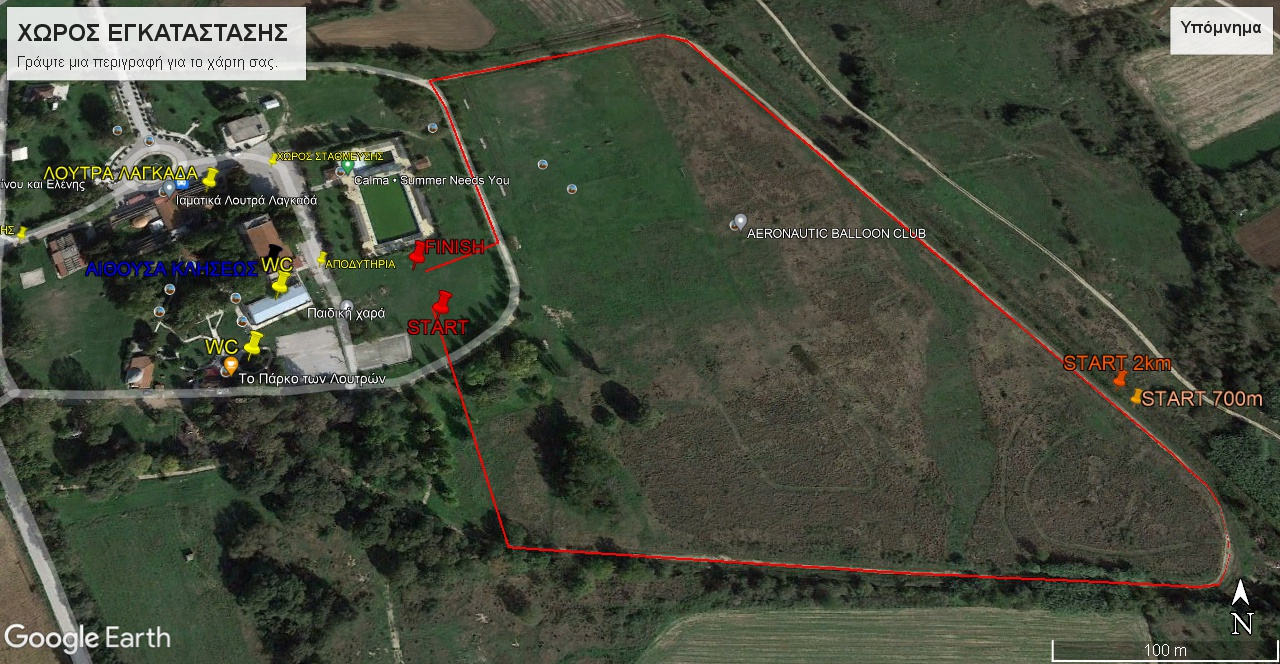 ΧΩΡΟΣ ΕΓΚΑΤΑΣΤΑΣΗΣ
Γράψτε μια περιγραφή για το χάρτη σας.
Υπόμνημα
ΧΩΡΟΣ ΣΤΑΘΜΕΥΣΗΣ
ΛΟΥΤΡΑ ΛΑΓΚΑΔΑ
Calma • Summer Needs You
ίνου και Ελένης
Ιαματικά Λουτρά Λαγκαδά
ΗΣ
AERONAUTIC BALLOON CLUB
FINISH
ΑΙΘΟΥΣΑ ΚΛΗΣΕΩΣ
WC
ΑΠΟΔΥΤΗΡΙΑ
Παιδική χαρά
START
WC
START 2km
Το Πάρκο των Λουτρών
START 700m
Google Earth
N
100 m